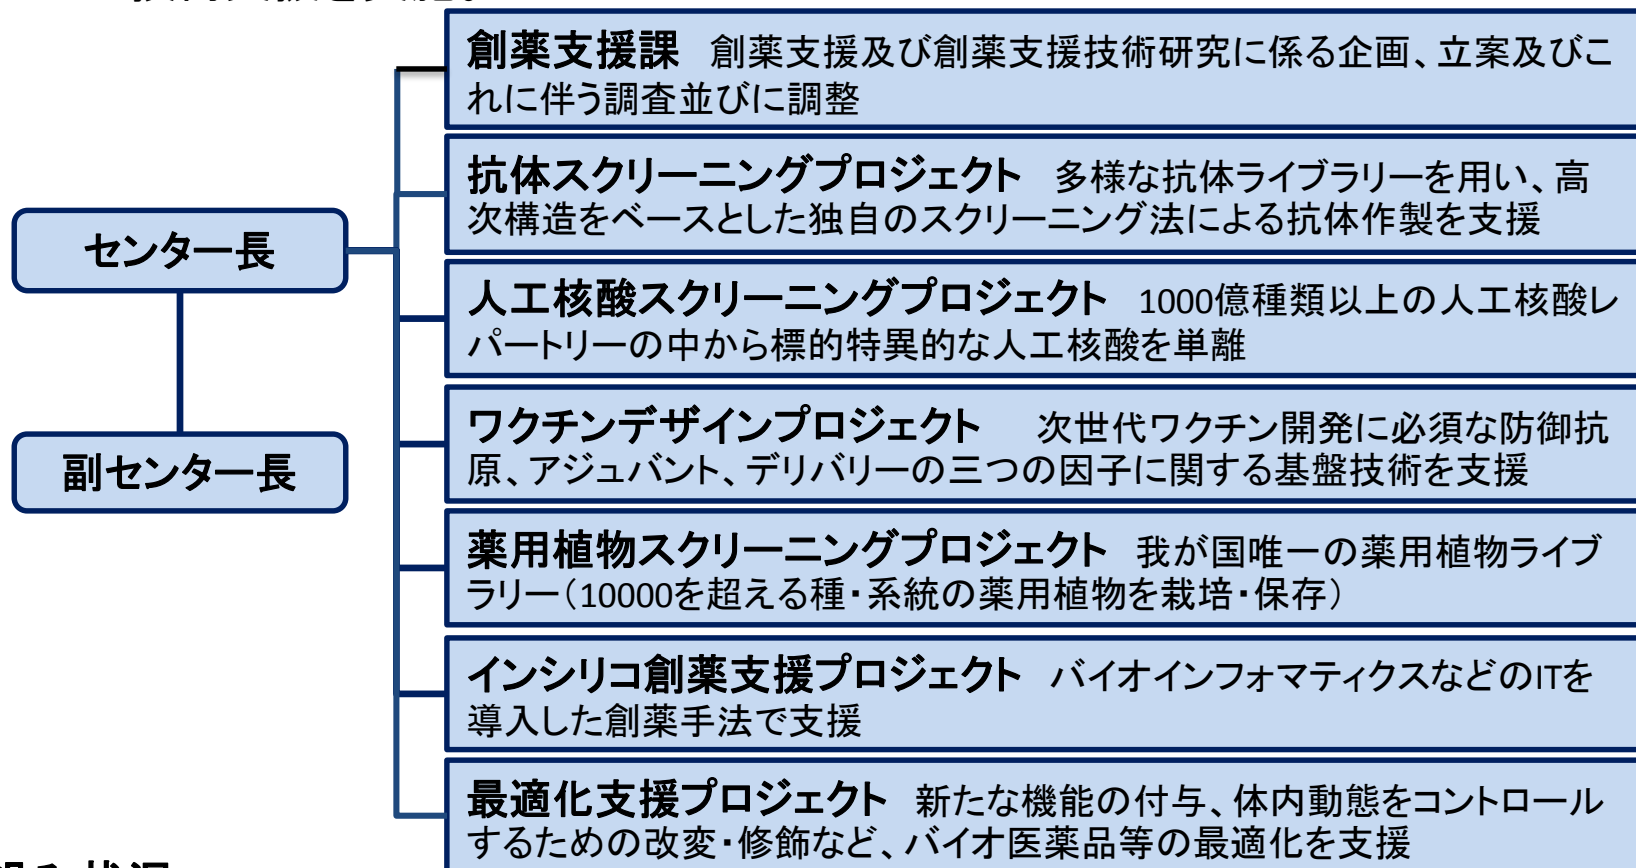 創薬支援課 創薬支援及び創薬支援技術研究に係る企画、立案及びこ
れに伴う調査並びに調整
抗体スクリーニングプロジェクト 多様な抗体ライブラリーを用い、高
次構造をベースとした独自のスクリーニング法による抗体作製を支援
センター長
人工核酸スクリーニングプロジェクト 1000億種類以上の人工核酸レ
パートリーの中から標的特異的な人工核酸を単離
ワクチンデザインプロジェクト 次世代ワクチン開発に必須な防御抗
原、アジュバント、デリバリーの三つの因子に関する基盤技術を支援
副センター長
薬用植物スクリーニングプロジェクト 我が国唯一の薬用植物ライブ
ラリー（10000を超える種・系統の薬用植物を栽培・保存）
インシリコ創薬支援プロジェクト バイオインフォマティクスなどのITを
導入した創薬手法で支援
最適化支援プロジェクト 新たな機能の付与、体内動態をコントロール
するための改変・修飾など、バイオ医薬品等の最適化を支援